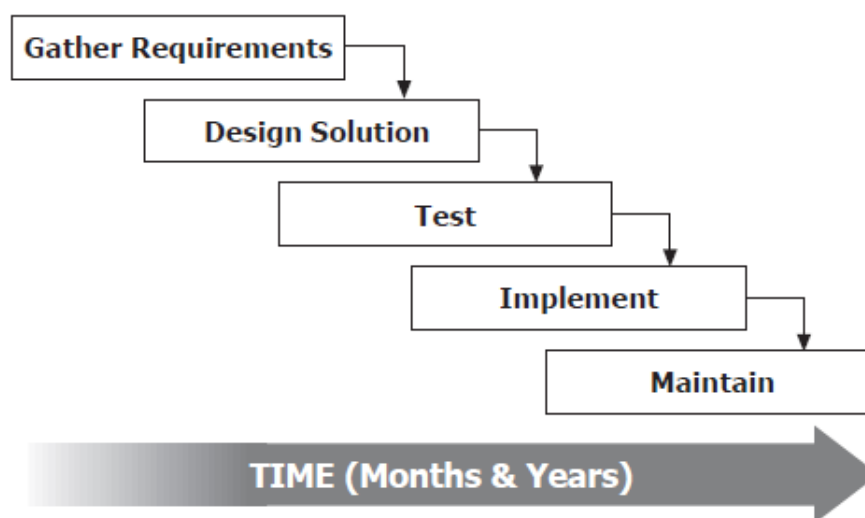 Gather Requirements
Design Solution
Test
Implement
Maintain
TIME (Months & Years)